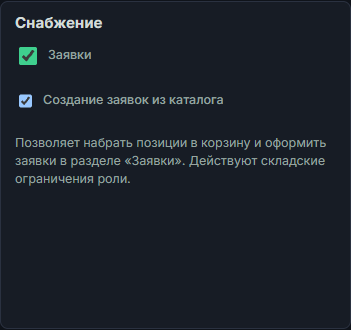 Снабжение
Заявки
Создание заявок из каталога
Позволяет набрать позиции в корзину и оформить
заявки в разделе «Заявки». Действуют складские
ограничения роли.